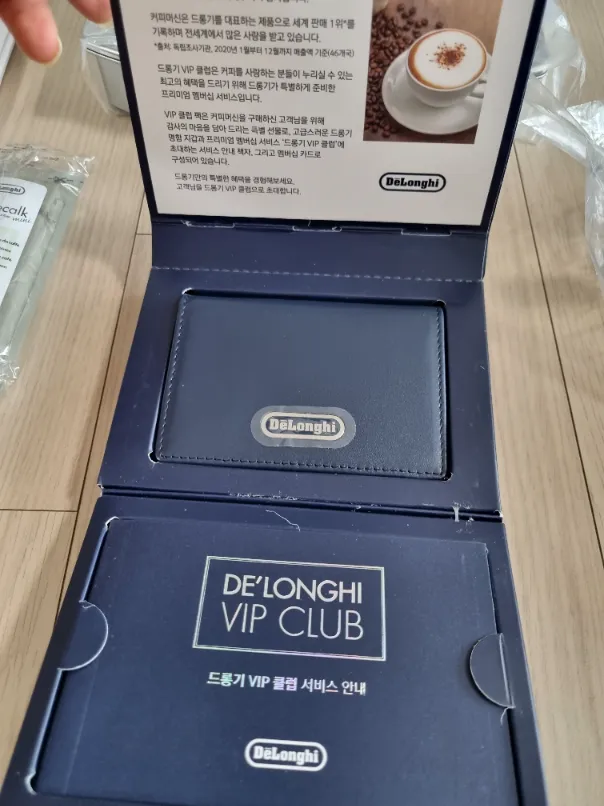 커피머신은 드롱기를 대표하는 제품으로 세계 판매 1위*를
기록하며 전세계에서 많은 사랑을 받고 있습니다.
*출처: 독립조사기관, 2020년 1월부터 12월까지 매출액 기준(46개국)
드롱기 VIP 클럽은 커피를 사랑하는 분들이 누리실 수 있는
최고의 혜택을 드리기 위해 드롱기가 특별하게 준비한
프리미엄 멤버십 서비스입니다.
VIP 클럽 팩은 커피머신을 구매하신 고객님을 위해
감사의 마음을 담아 드리는 특별 선물로, 고급스러운 드롱기
명함 지갑과 프리미엄 멤버십 서비스 '드롱기 VIP 클럽'에
초대하는 서비스 안내 책자, 그리고 멤버십 카드로
구성되어 있습니다.
드롱기만의 특별한 혜택을 경험해보세요.
고객님을 드롱기 VIP 클럽으로 초대합니다.
DeLonghi
DeLonghi
ecalk
DeLonghi
DE'LONGHI
VIP CLUB
드롱기 VIP 클럽 서비스 안내
DeLonghi